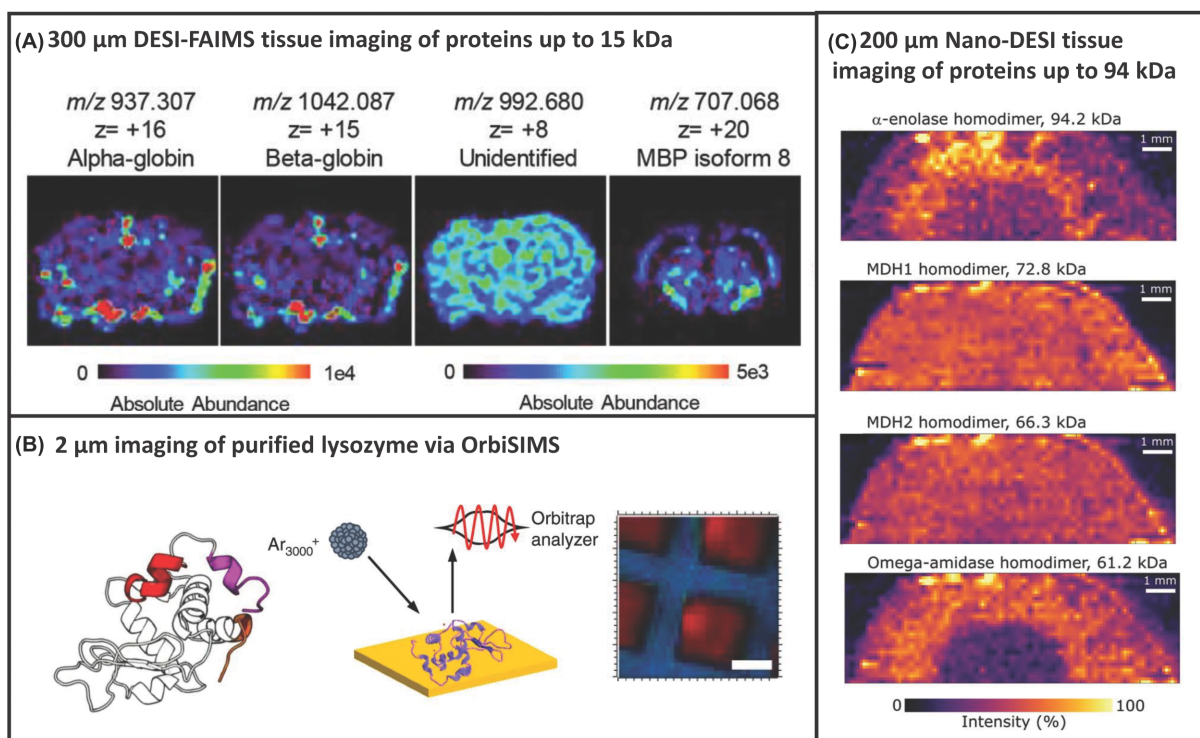 (A) 300 μm DESI-FAIMS tissue imaging of proteins up to 15 kDa
m/z 937.307
z= +16
Alpha-globin
m/z 1042.087
z= +15
Beta-globin
m/z 992.680
z= +8
Unidentified
m/z 707.068
z= +20
MBP isoform 8
0 1e4
Absolute Abundance
0 5e3
Absolute Abundance
(B) 2 μm imaging of purified lysozyme via OrbiSIMS
Ar3000+
Orbitrap
analyzer
(C) 200 μm Nano-DESI tissue
imaging of proteins up to 94 kDa
α-enolase homodimer, 94.2 kDa
1 mm
MDH1 homodimer, 72.8 kDa
1 mm
MDH2 homodimer, 66.3 kDa
1 mm
Omega-amidase homodimer, 61.2 kDa
1 mm
0 100
Intensity (%)